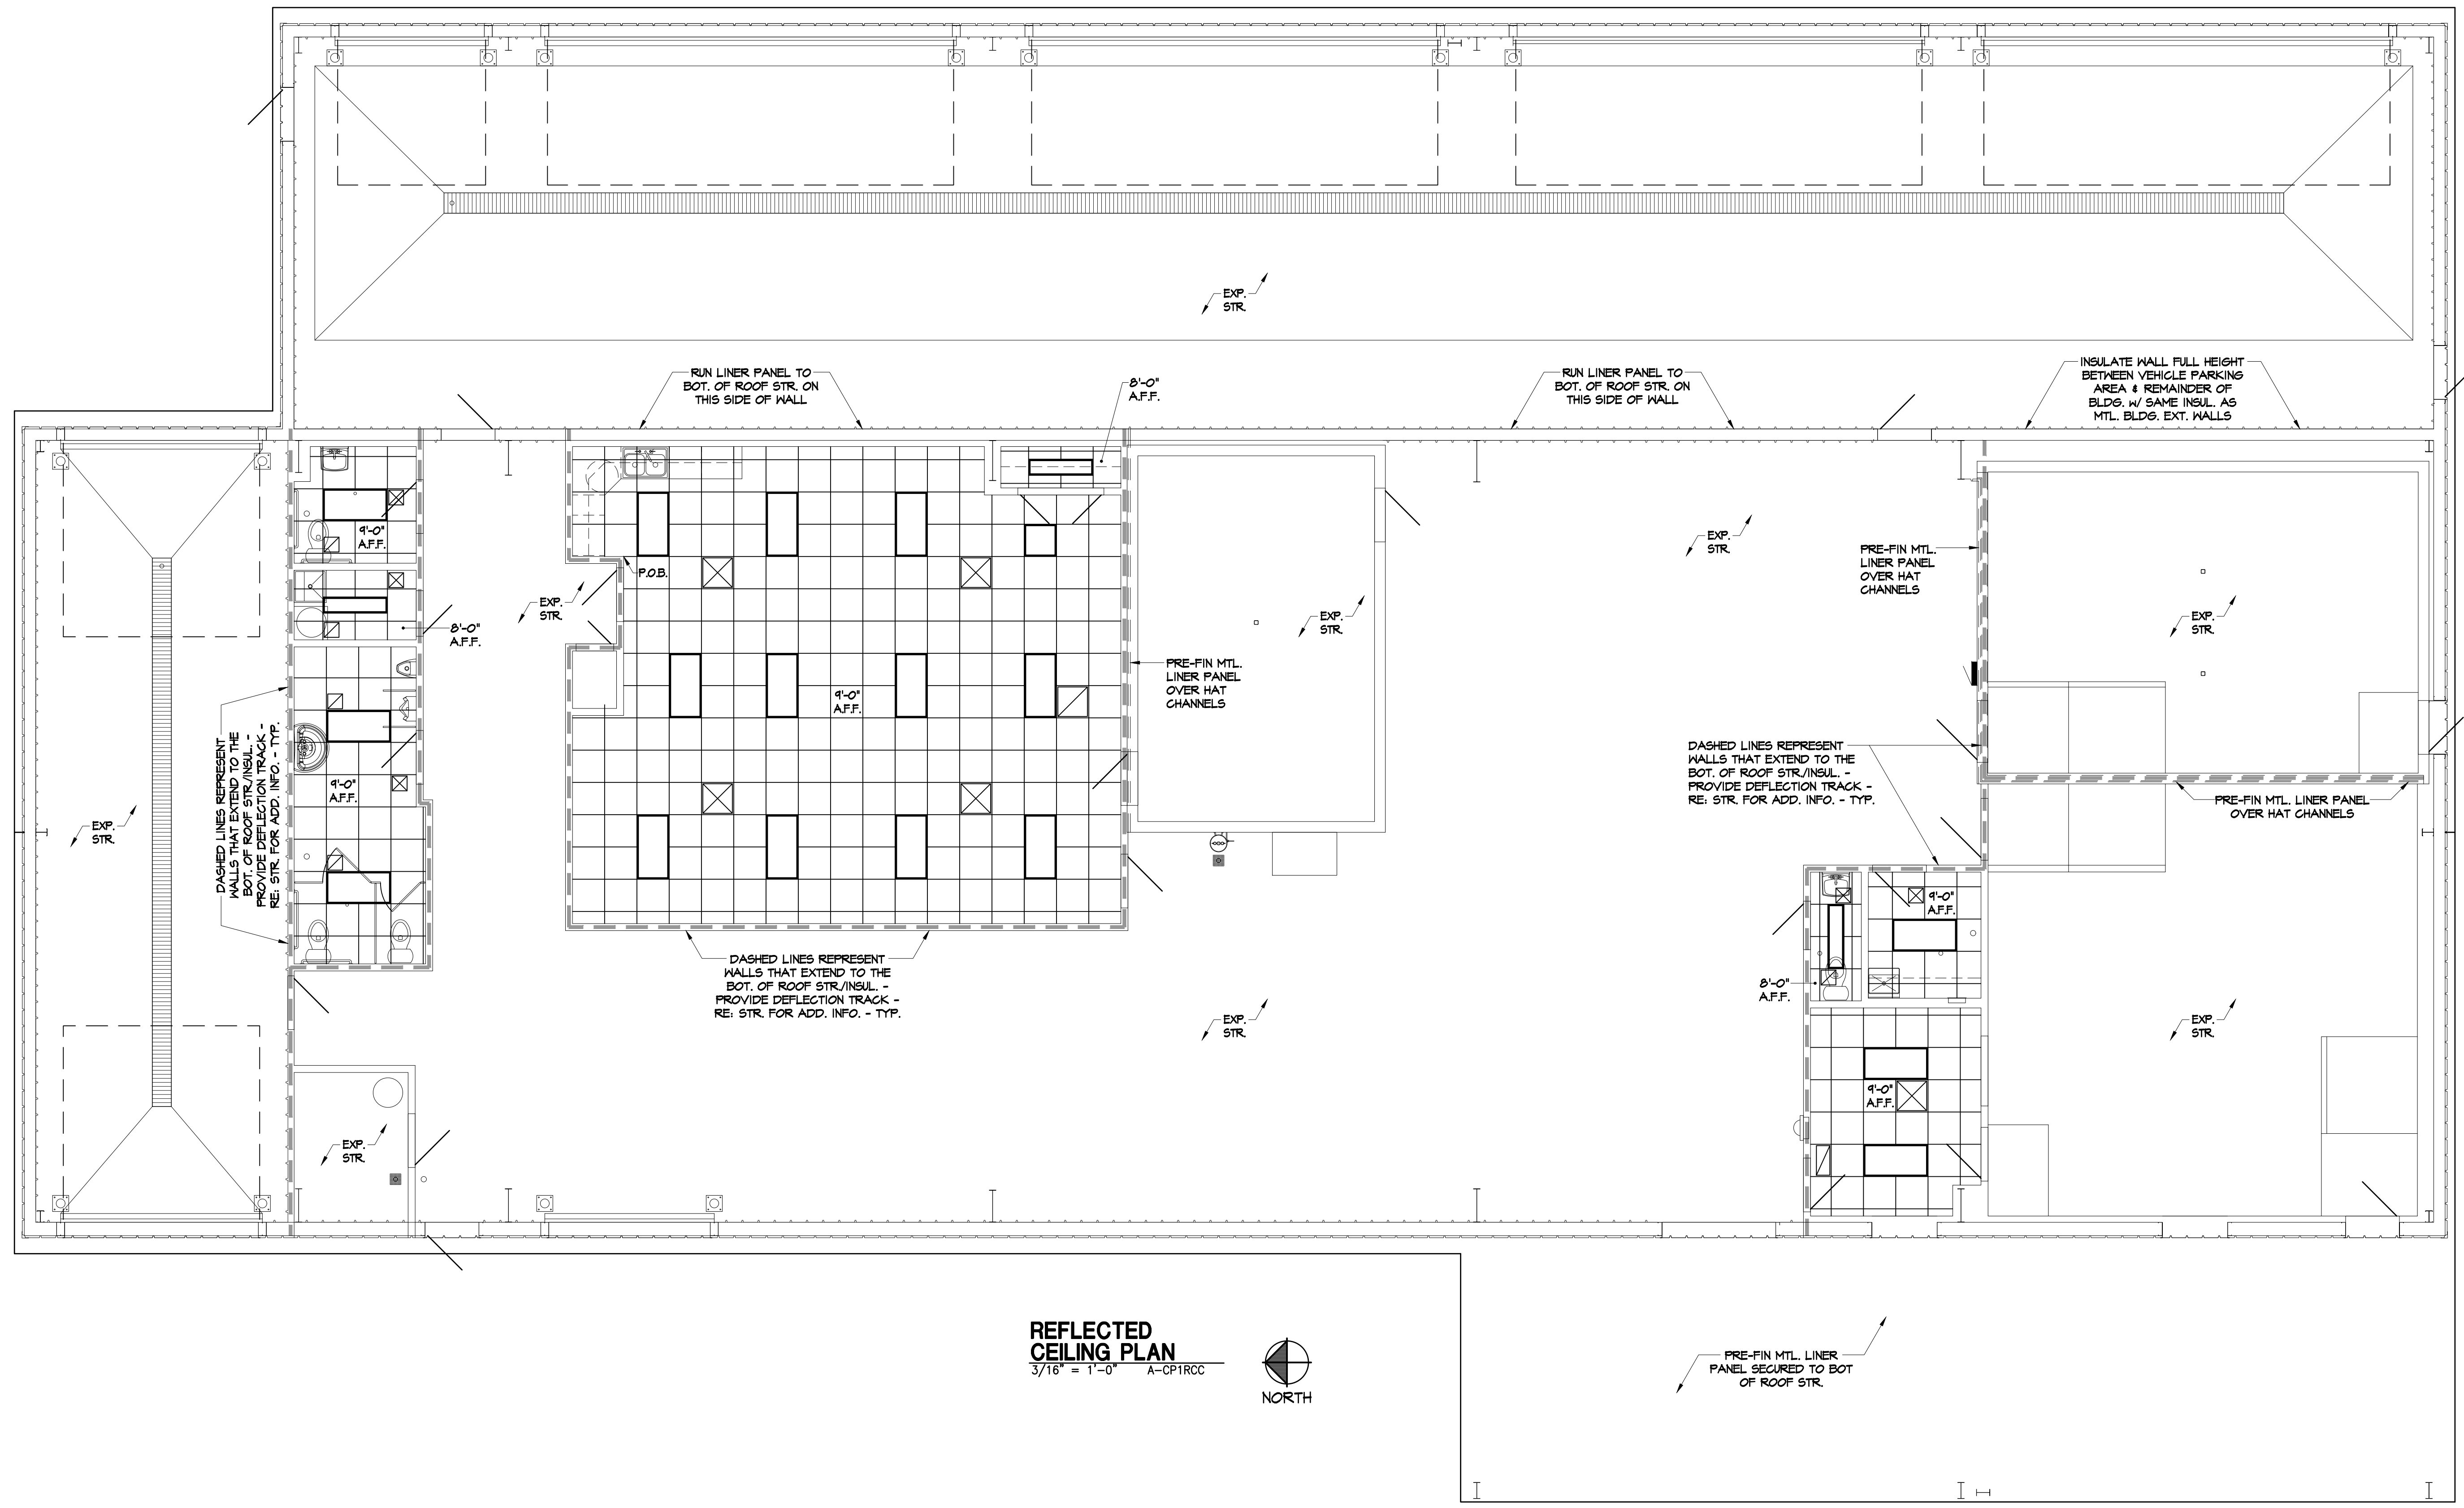 EXP.
STR.
RUN LINER PANEL TO
BOT. OF ROOF STR. ON
THIS SIDE OF WALL
8'-0"
A.F.F.
RUN LINER PANEL TO
BOT. OF ROOF STR. ON
THIS SIDE OF WALL
INSULATE WALL FULL HEIGHT
BETWEEN VEHICLE PARKING
AREA & REMAINDER OF
BLDG. W/ SAME INSUL. AS
MTL. BLDG. EXT. WALLS
9'-0"
A.F.F.
P.O.B.
EXP.
STR.
8'-0"
A.F.F.
EXP.
STR.
EXP.
STR.
PRE-FIN MTL.
LINER PANEL
OVER HAT
CHANNELS
EXP.
STR.
PRE-FIN MTL.
LINER PANEL
OVER HAT
CHANNELS
9'-0"
A.F.F.
DASHED LINES REPRESENT
WALLS THAT EXTEND TO THE
BOT. OF ROOF STR./INSUL. -
PROVIDE DEFLECTION TRACK -
RE: STR. FOR ADD. INFO. - TYP.
9'-0"
A.F.F.
EXP.
STR.
DASHED LINES REPRESENT
WALLS THAT EXTEND TO THE
BOT. OF ROOF STR./INSUL. -
PROVIDE DEFLECTION TRACK -
RE: STR. FOR ADD. INFO. - TYP.
PRE-FIN MTL. LINER PANEL
OVER HAT CHANNELS
9'-0"
A.F.F.
DASHED LINES REPRESENT
WALLS THAT EXTEND TO THE
BOT. OF ROOF STR./INSUL. -
PROVIDE DEFLECTION TRACK -
RE: STR. FOR ADD. INFO. - TYP.
8'-0"
A.F.F.
EXP.
STR.
EXP.
STR.
9'-0"
A.F.F.
EXP.
STR.
REFLECTED
CEILING PLAN
3/16" = 1'-0" A-CP1RCC
NORTH
PRE-FIN MTL. LINER
PANEL SECURED TO BOT
OF ROOF STR.